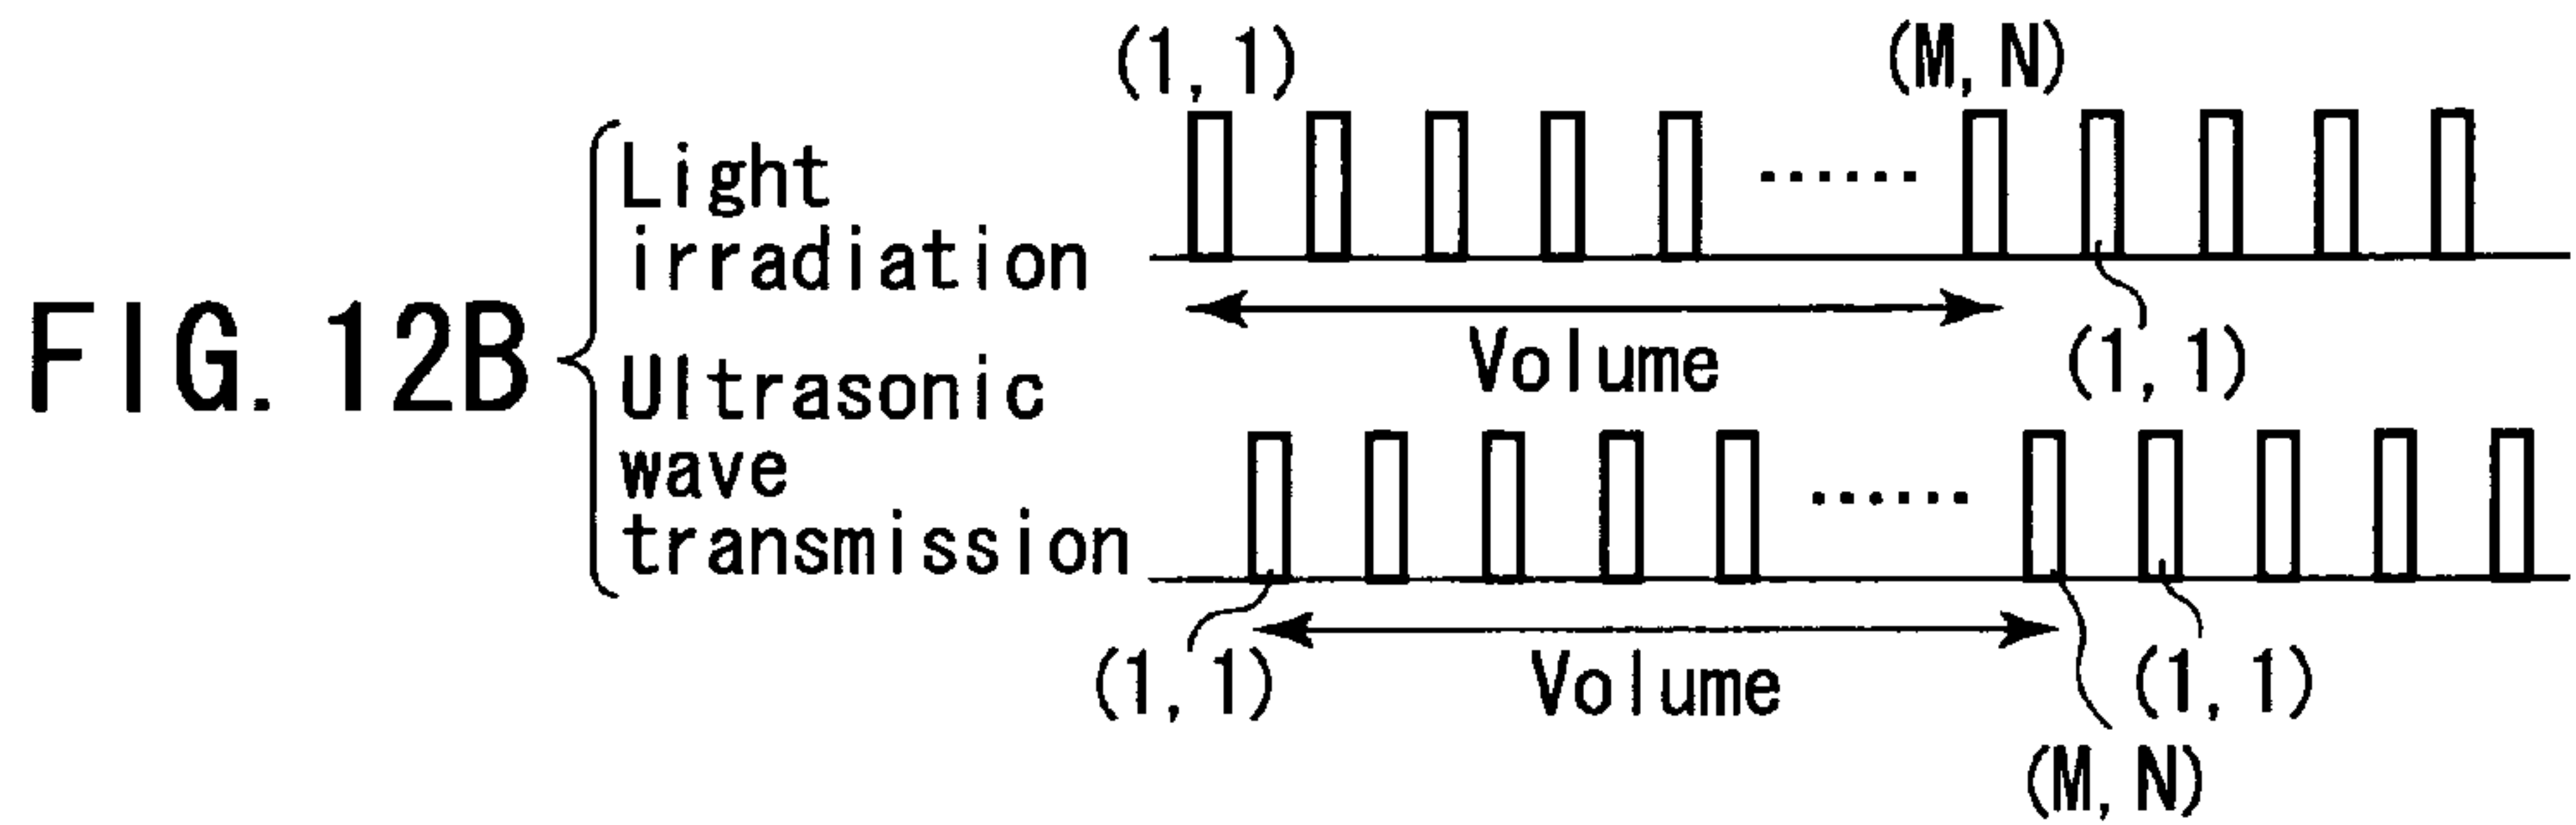 FIG. 12B
Light
irradiation
(1, 1)
(M, N)
Volume
(1, 1)
Ultrasonic
wave
transmission
(1, 1)
Volume
(1, 1)
(M, N)